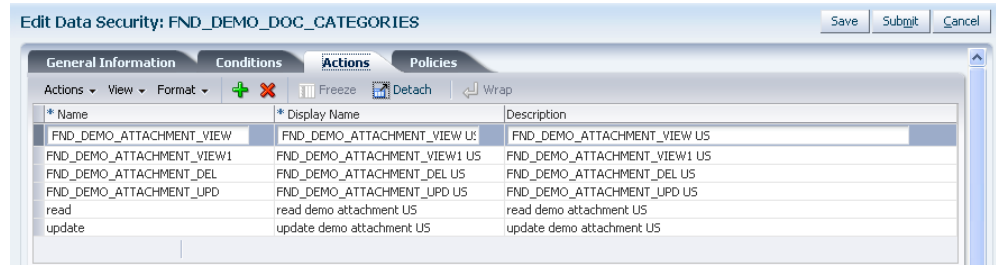 Edit Data Security: FND_DEMO_DOC_CATEGORIES Save Submit Cancel
General Information Conditions Actions Policies
Actions View Format Freeze Detach Wrap
* Name * Display Name Description
FND_DEMO_ATTACHMENT_VIEW FND_DEMO_ATTACHMENT_VIEW US FND_DEMO_ATTACHMENT_VIEW US
FND_DEMO_ATTACHMENT_VIEW1 FND_DEMO_ATTACHMENT_VIEW1 US FND_DEMO_ATTACHMENT_VIEW1 US
FND_DEMO_ATTACHMENT_DEL FND_DEMO_ATTACHMENT_DEL US FND_DEMO_ATTACHMENT_DEL US
FND_DEMO_ATTACHMENT_UPD FND_DEMO_ATTACHMENT_UPD US FND_DEMO_ATTACHMENT_UPD US
read read demo attachment US read demo attachment US
update update demo attachment US update demo attachment US